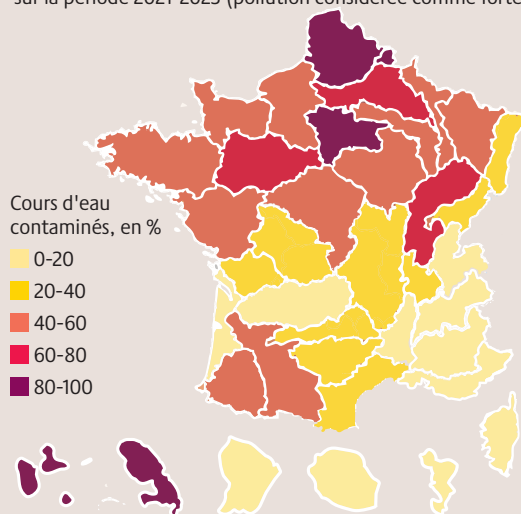 sur la période 2021-2023 (pollution considérée comme forte
Cours d'eau
contaminés, en %
0-20
20-40
40-60
60-80
80-100